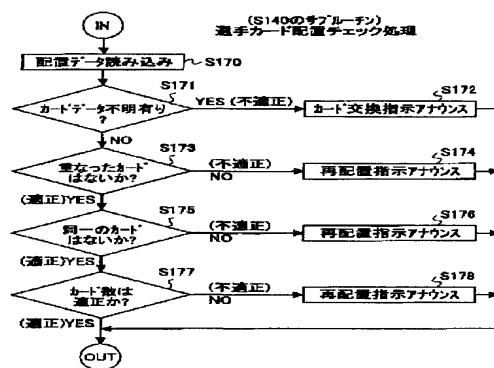 (S140のサブルーチン)
選手カード配置チェック処理
IN
配置データ読み込み
S170
S171
カードデータ不明有り
?
YES (不適正)
S172
カード交換指示アナウンス
NO
S173
重なったカード
はないか?
(不適正)
NO
S174
再配置指示アナウンス
(適正)YES
S175
同一のカード
はないか?
(不適正)
NO
S176
再配置指示アナウンス
(適正)YES
S177
カード数は
適正か?
(不適正)
NO
S178
再配置指示アナウンス
(適正)YES
OUT